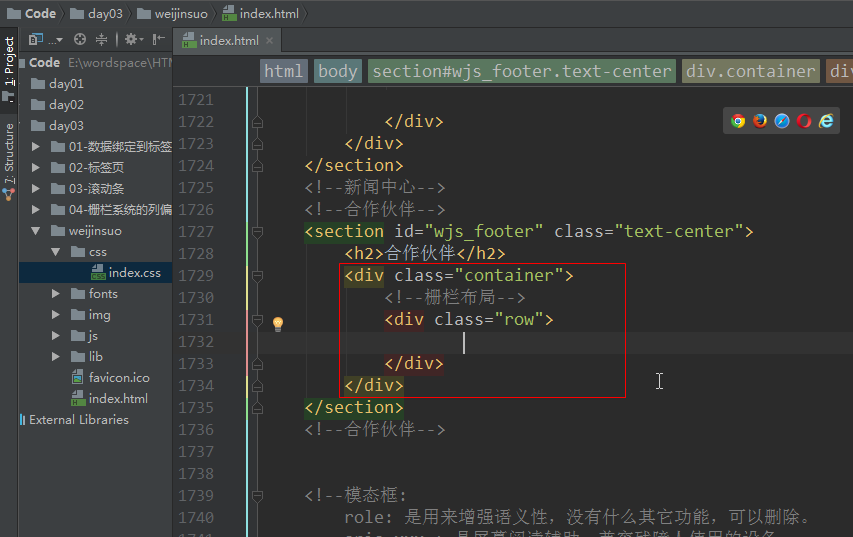 Code day03 weijinsuo index.html
1: Project
7: Structure
index.html
Code E:\wordspace\HT
day01
day02
day03
01-数据绑定到标签
02-标签页
03-滚动条
04-栅栏系统的列偏
weijinsuo
css
index.css
fonts
img
js
lib
favicon.ico
index.html
External Libraries
html body section#wjs_footer.text-center div.container di
1721
1722 </div>
1723 </div>
1724 </section>
1725 <!--新闻中心-->
1726 <!--合作伙伴-->
1727 <section id="wjs_footer" class="text-center">
1728 <h2>合作伙伴</h2>
1729 <div class="container">
1730 <!--栅栏布局-->
1731 <div class="row">
1732
1733 </div>
1734 </div>
1735 </section>
1736 <!--合作伙伴-->
1737
1738
1739 <!--模态框:
1740 role: 是用来增强语义性，没有什么其它功能，可以删除。